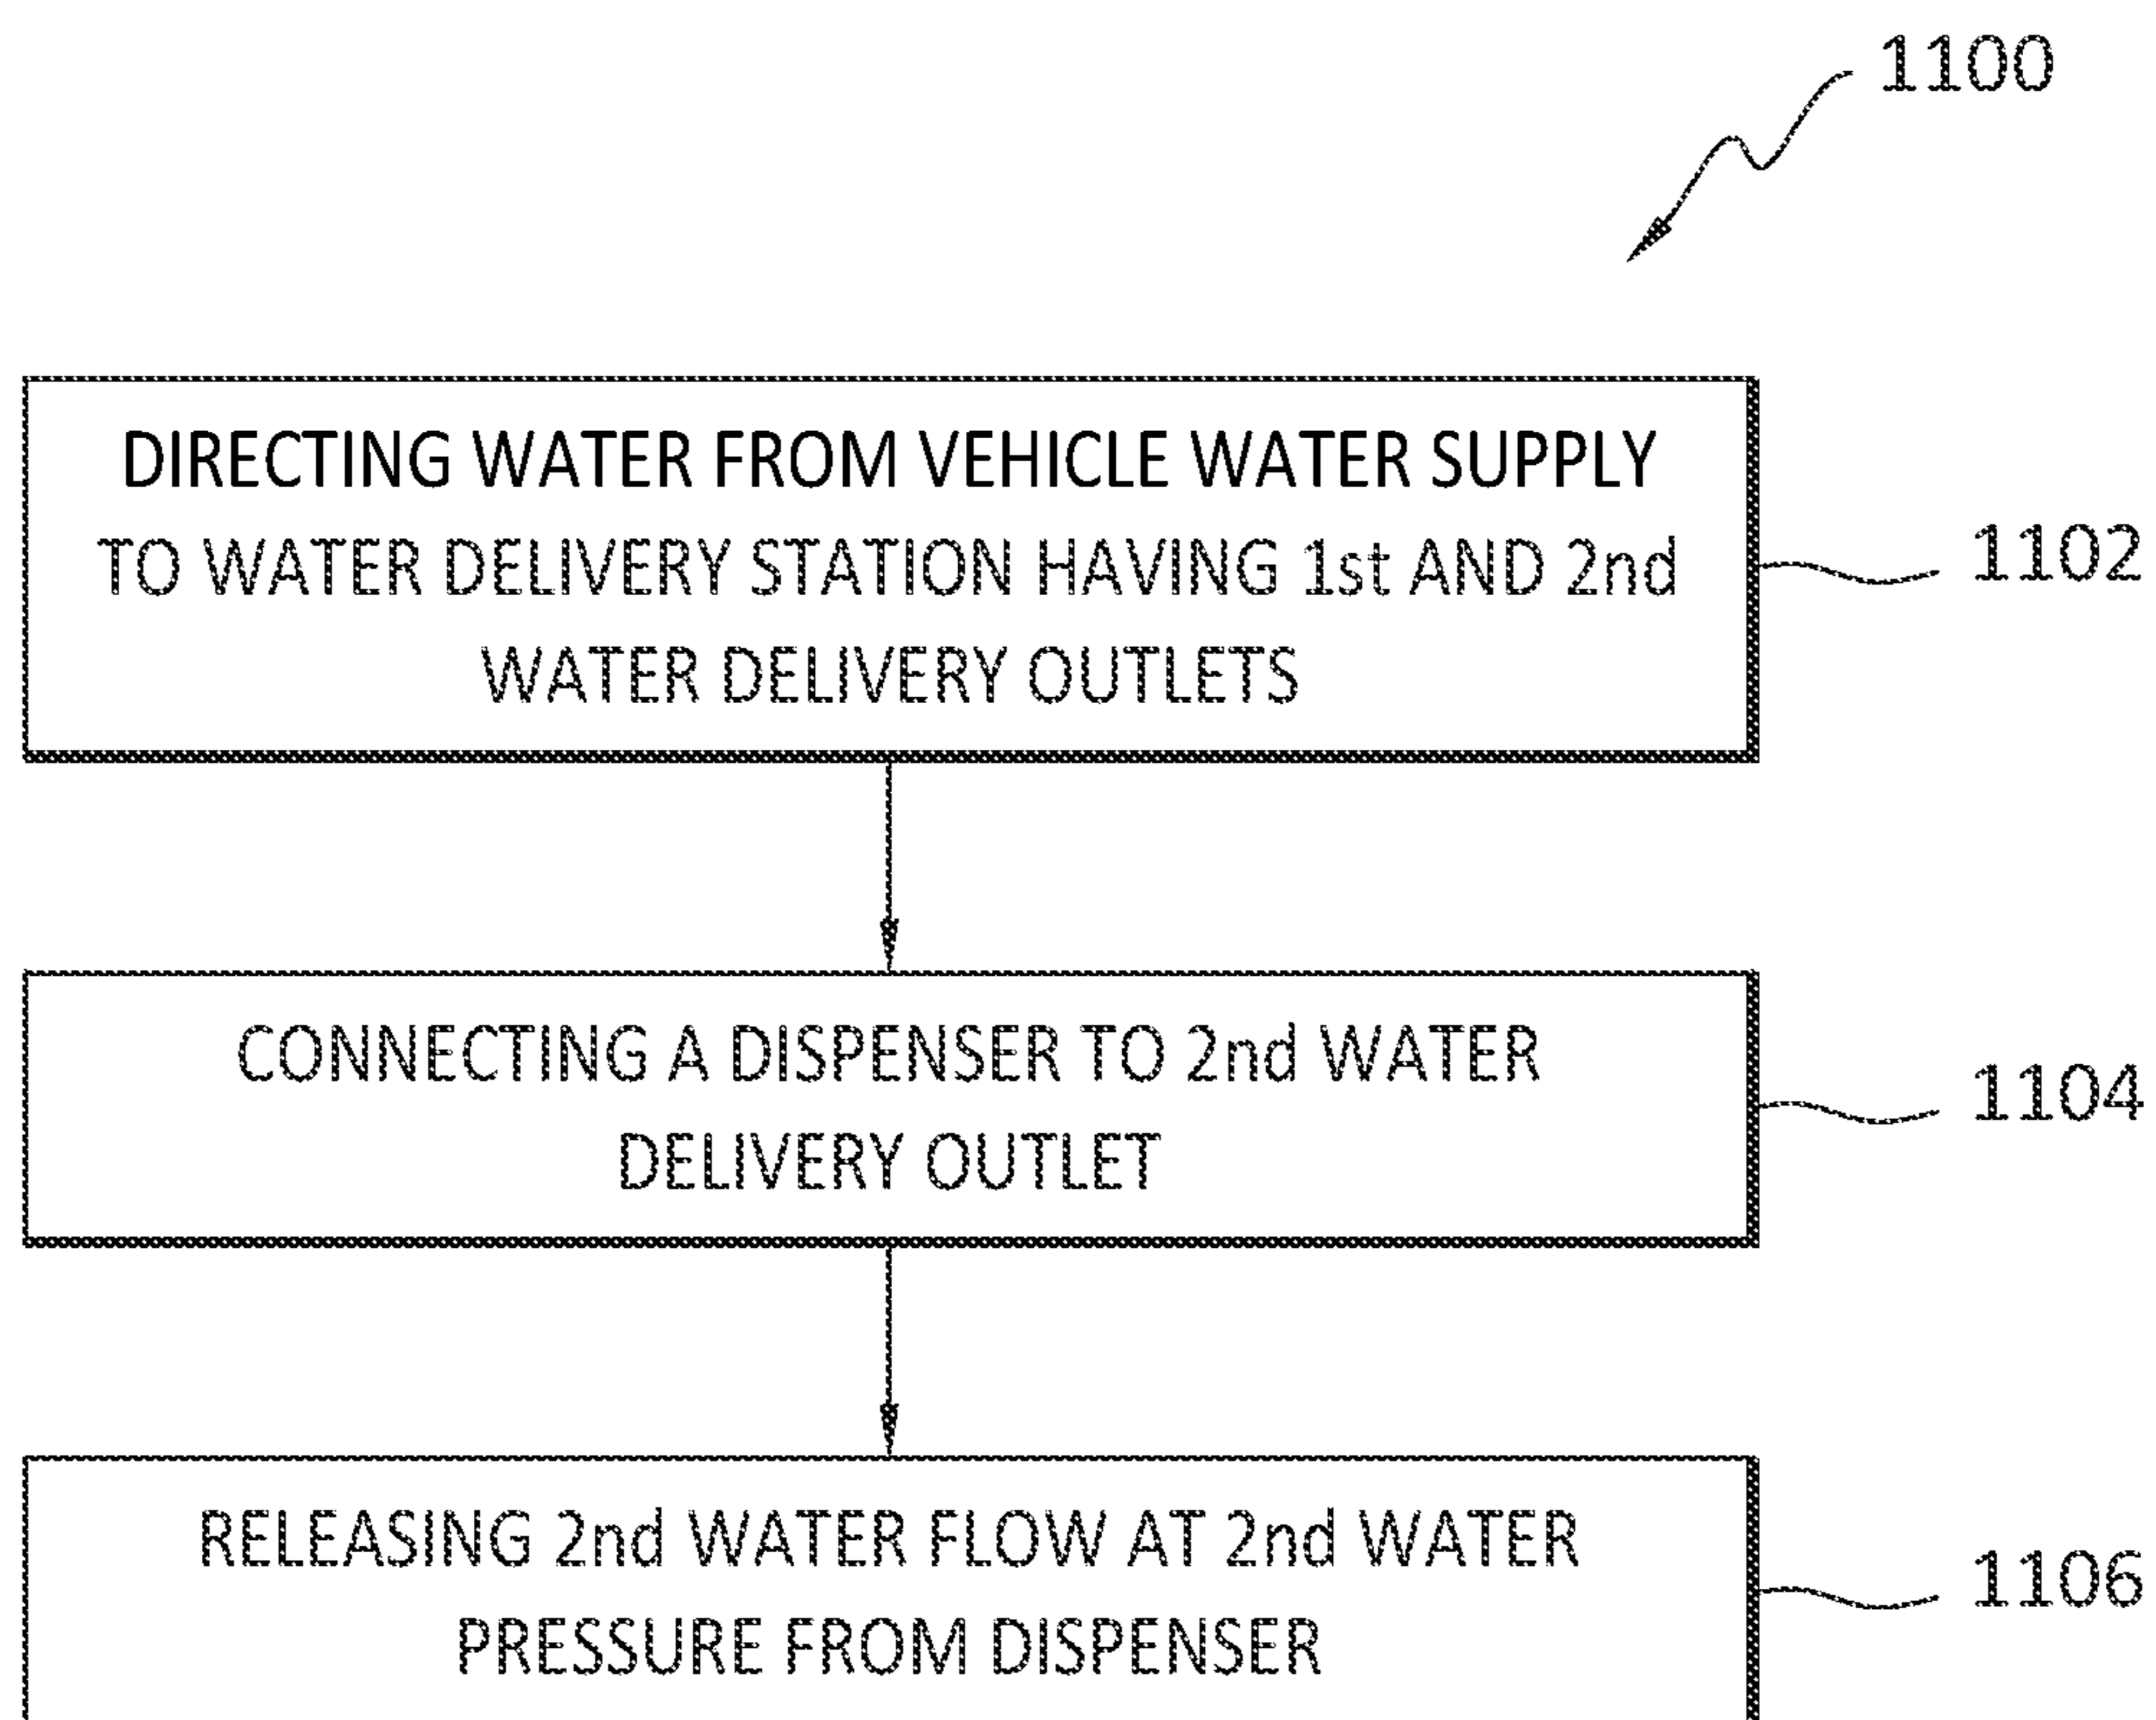 1100
DIRECTING WATER FROM VEHICLE WATER SUPPLY
TO WATER DELIVERY STATION HAVING 1st AND 2nd
WATER DELIVERY OUTLETS
1102
CONNECTING A DISPENSER TO 2nd WATER
DELIVERY OUTLET
1104
RELEASING 2nd WATER FLOW AT 2nd WATER
PRESSURE FROM DISPENSER
1106